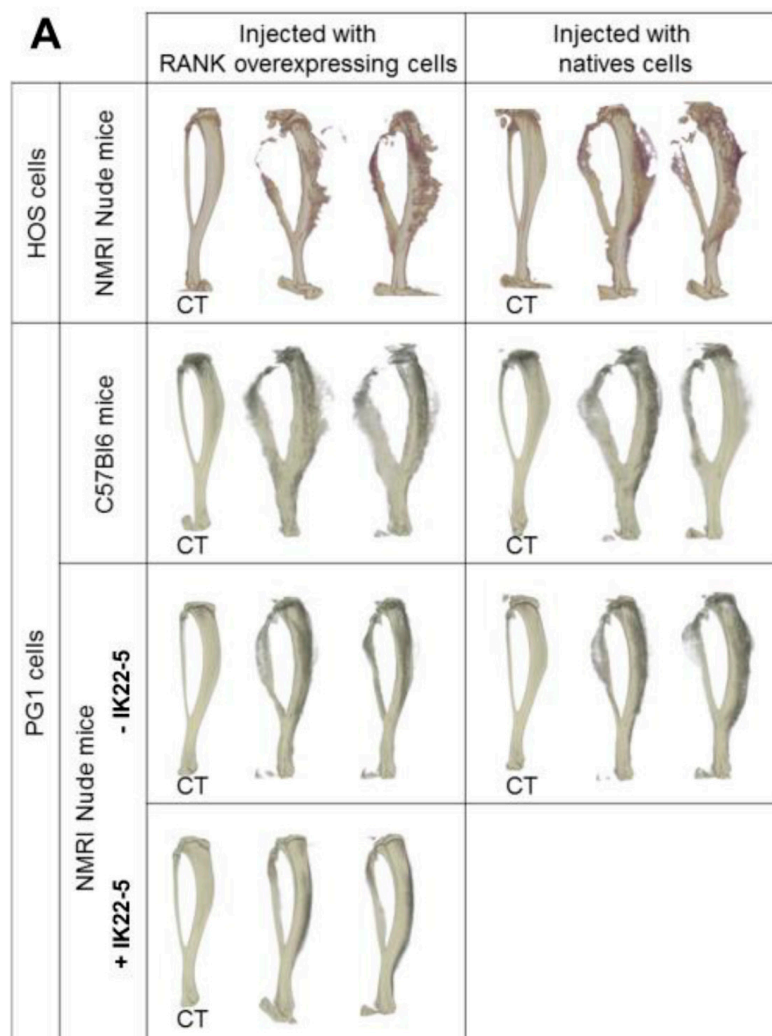 A
Injected with
RANK overexpressing cells
Injected with
natives cells
HOS cells
NMRI Nude mice
CT
CT
PG1 cells
C57Bl6 mice
CT
CT
NMRI Nude mice
- IK22-5
CT
CT
+ IK22-5
CT